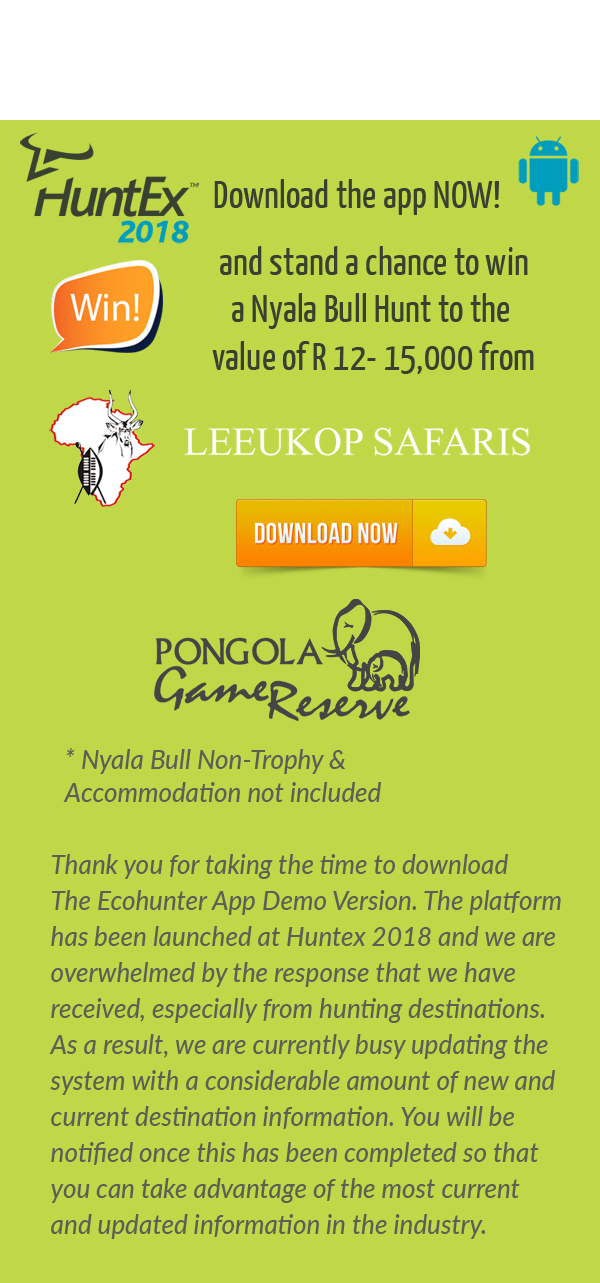 HuntEx™
2018
Download the app NOW!
and stand a chance to win
a Nyala Bull Hunt to the
value of R 12- 15,000 from
Win!
LEEUKOP SAFARIS
DOWNLOAD NOW
PONGOLA
Game Reserve
* Nyala Bull Non-Trophy &
Accommodation not included
Thank you for taking the time to download
The Ecohunter App Demo Version. The platform
has been launched at Huntex 2018 and we are
overwhelmed by the response that we have
received, especially from hunting destinations.
As a result, we are currently busy updating the
system with a considerable amount of new and
current destination information. You will be
notified once this has been completed so that
you can take advantage of the most current
and updated information in the industry.